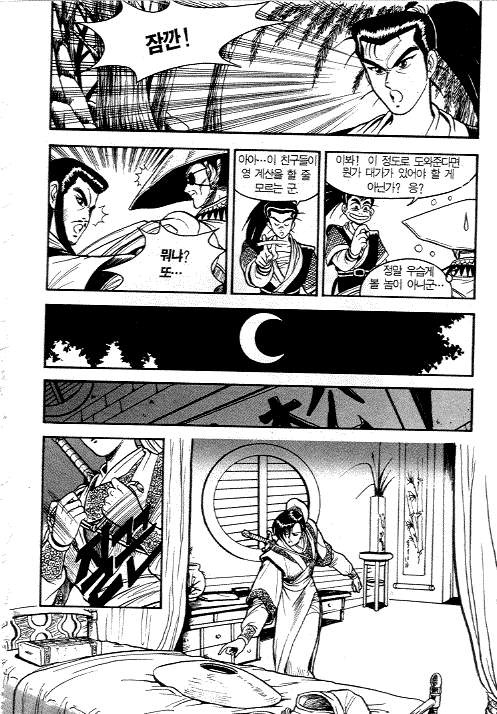 잠깐!
뭐냐?
또…
아아…이 친구들이
영 계산을 할 줄
모르는 군.
이봐! 이 정도로 도와준다면
뭔가 대가가 있어야 할 게
아닌가? 응?
정말 우습게
볼 놈이 아니군…
질끈